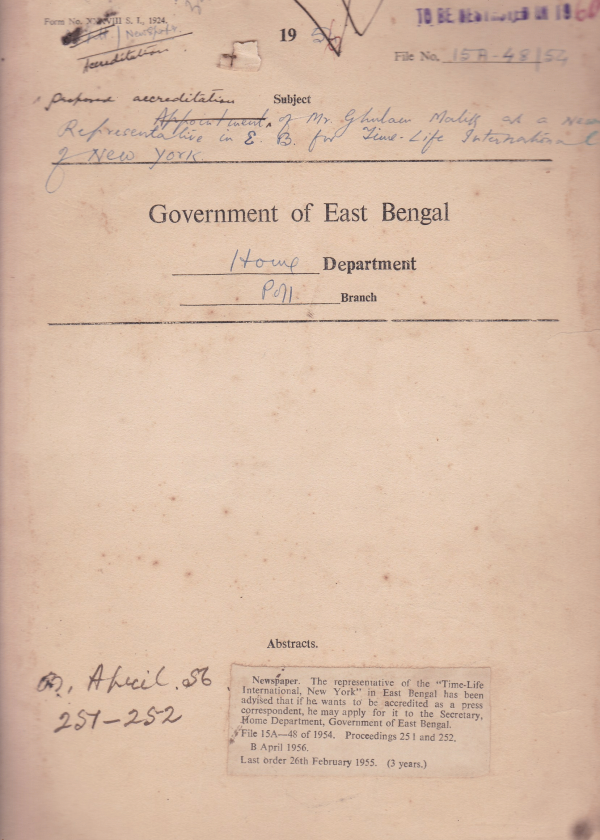 Form No. XXXVIII S. I., 1924.
Newspapr.
accreditation
TO BE DESTROYED IN 19
19 54
File No. 15A-48/54
proposed accreditation Subject
Appointment of Mr. Ghulam Malek as a News
Representative in E. B. for Time-Life International
of New York.
Government of East Bengal
Home Department
Poll Branch
Abstracts.
B, April 56
251-252
Newspaper. The representative of the "Time-Life
International, New York" in East Bengal has been
advised that if he wants to be accredited as a press
correspondent, he may apply for it to the Secretary,
Home Department, Government of East Bengal.
File 15A—48 of 1954. Proceedings 251 and 252.
B April 1956.
Last order 26th February 1955. (3 years.)